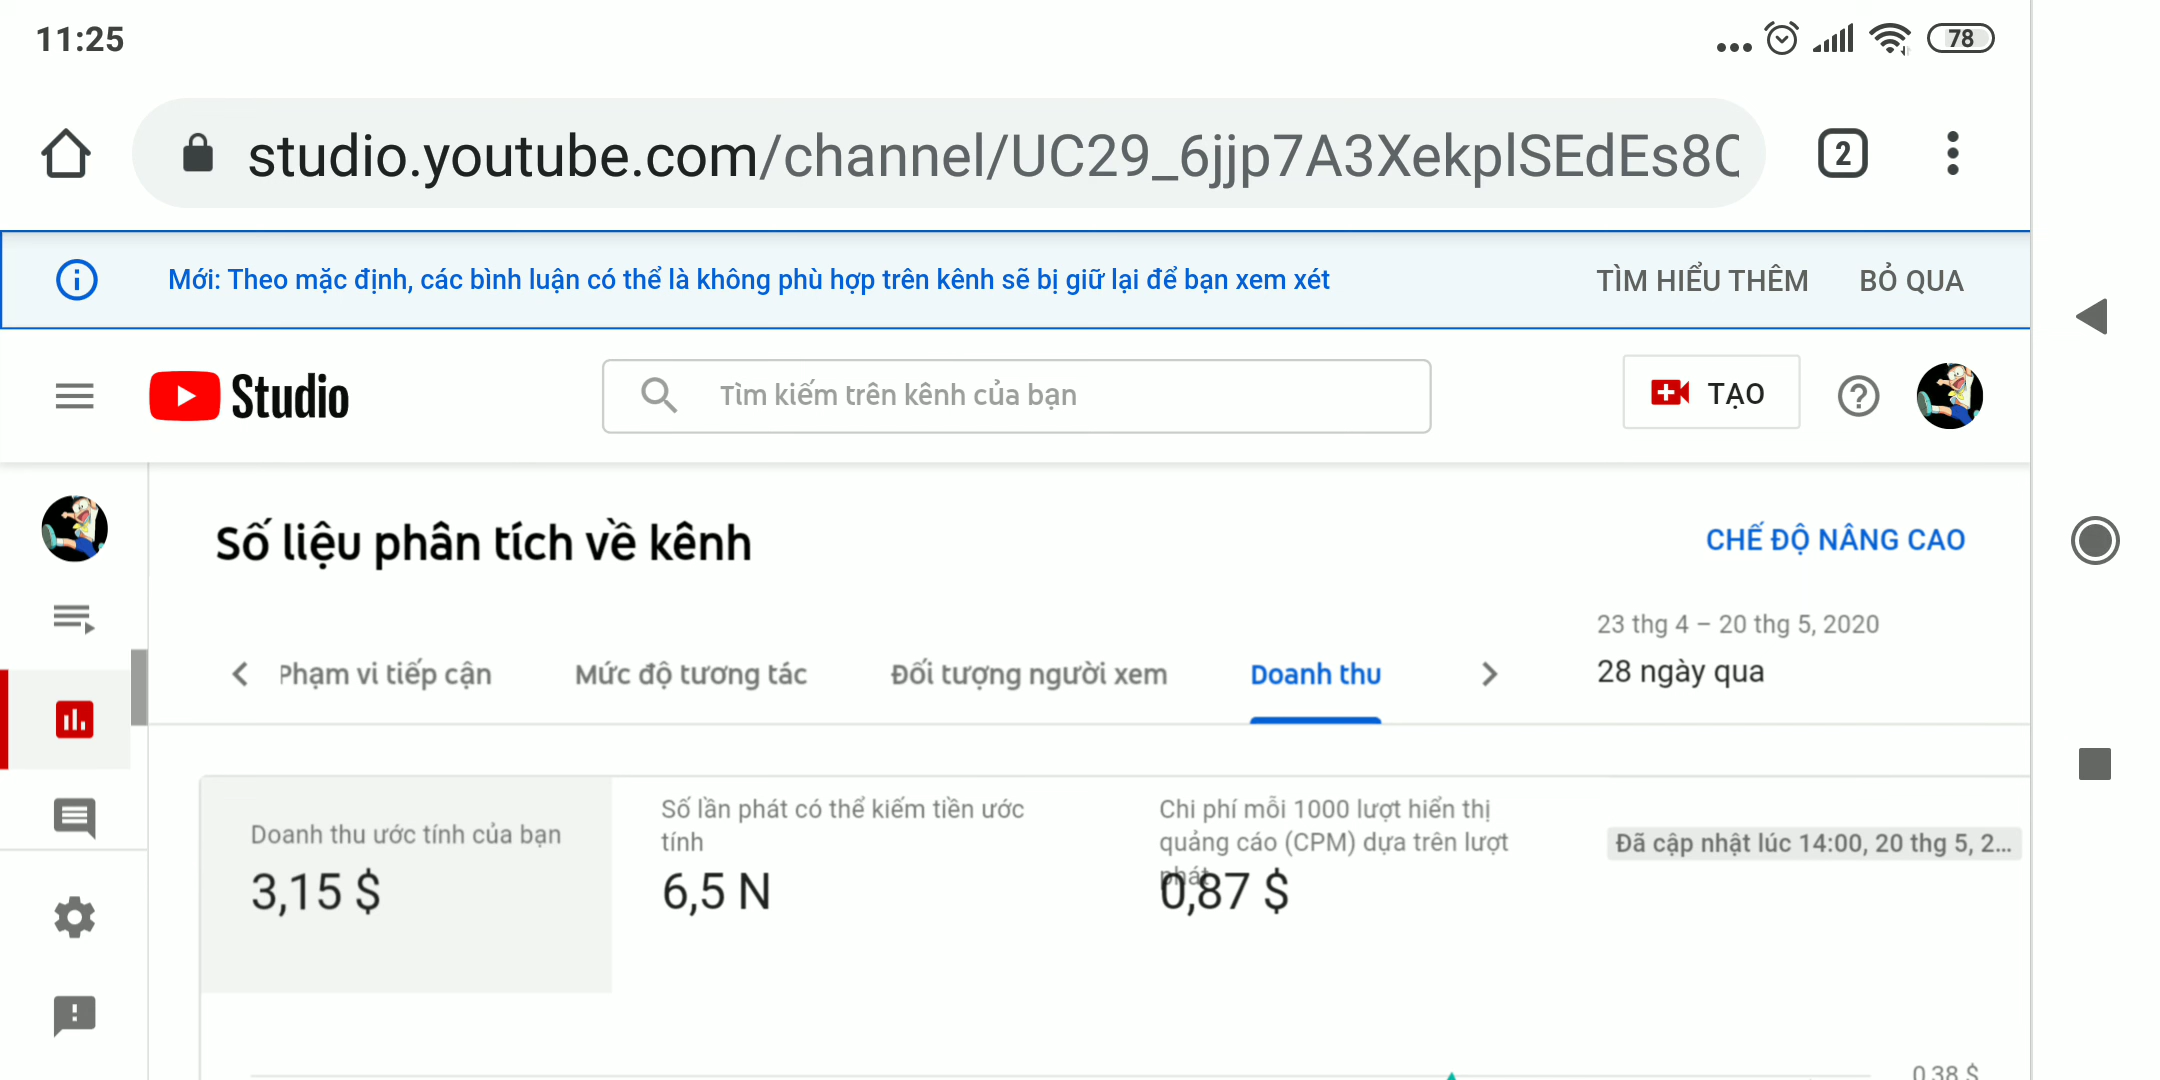 11:25
78
studio.youtube.com/channel/UC29_6jjp7A3XekplSEdEs8C
2
Mới: Theo mặc định, các bình luận có thể là không phù hợp trên kênh sẽ bị giữ lại để bạn xem xét
TÌM HIỂU THÊM
BỎ QUA
Studio
Tìm kiếm trên kênh của bạn
TẠO
Số liệu phân tích về kênh
CHẾ ĐỘ NÂNG CAO
23 thg 4 – 20 thg 5, 2020
28 ngày qua
Phạm vi tiếp cận
Mức độ tương tác
Đối tượng người xem
Doanh thu
Doanh thu ước tính của bạn
3,15 $
Số lần phát có thể kiếm tiền ước
tính
6,5 N
Chi phí mỗi 1000 lượt hiển thị
quảng cáo (CPM) dựa trên lượt
phát
0,87 $
Đã cập nhật lúc 14:00, 20 thg 5, 2...
0,38 $